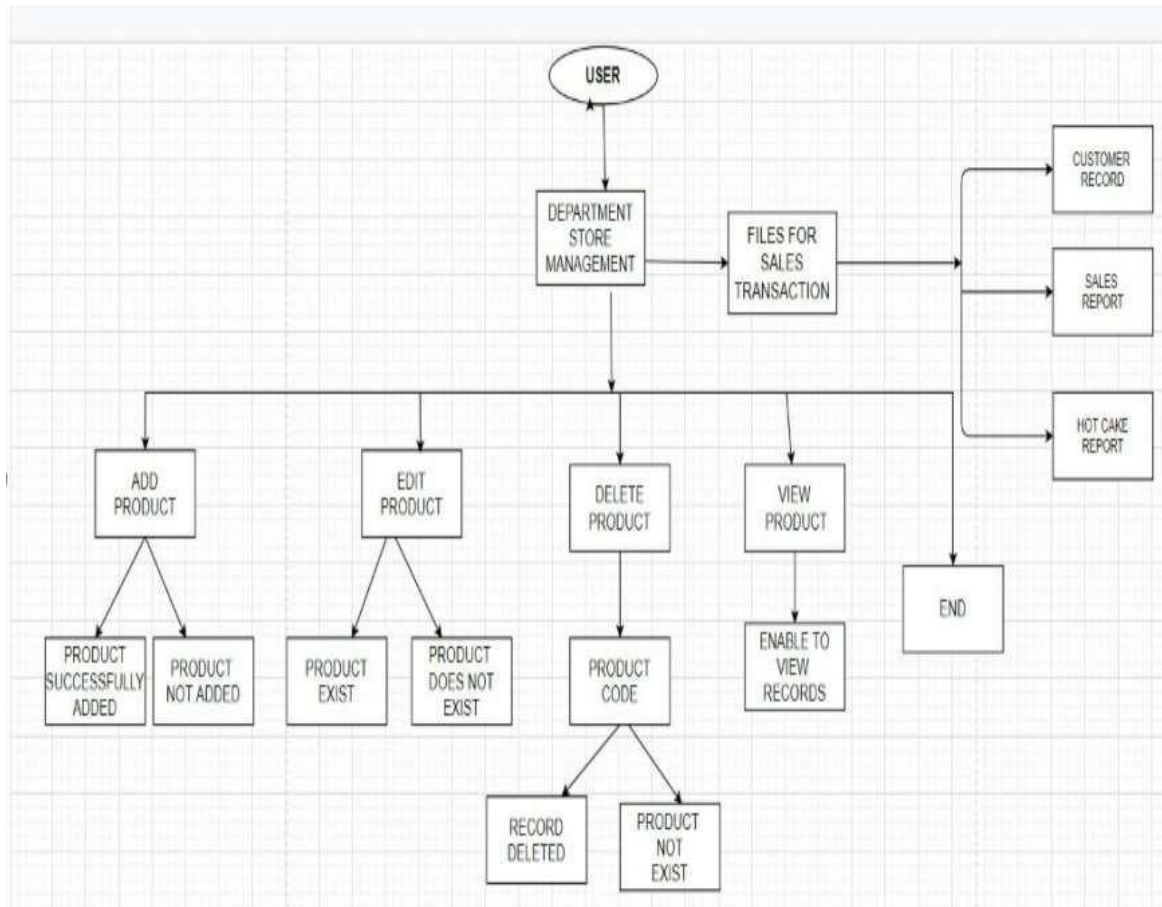 USER
DEPARTMENT
STORE
MANAGEMENT
FILES FOR
SALES
TRANSACTION
CUSTOMER
RECORD
SALES
REPORT
HOT CAKE
REPORT
ADD
PRODUCT
EDIT
PRODUCT
DELETE
PRODUCT
VIEW
PRODUCT
END
PRODUCT
SUCCESSFULLY
ADDED
PRODUCT
NOT ADDED
PRODUCT
EXIST
PRODUCT
DOES NOT
EXIST
PRODUCT
CODE
ENABLE TO
VIEW
RECORDS
RECORD
DELETED
PRODUCT
NOT
EXIST